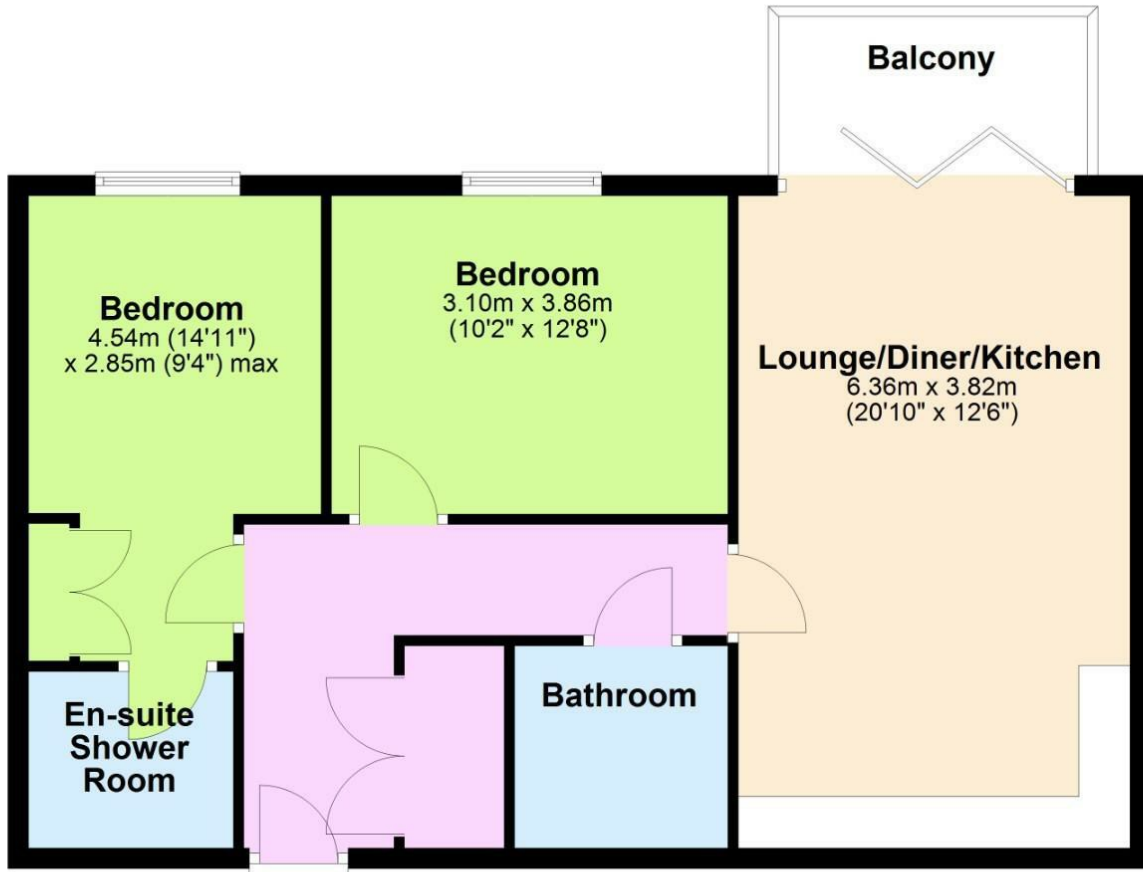 Balcony
Bedroom
4.54m (14'11")
x 2.85m (9'4") max
Bedroom
3.10m x 3.86m
(10'2" x 12'8")
Lounge/Diner/Kitchen
6.36m x 3.82m
(20'10" x 12'6")
En-suite
Shower
Room
Bathroom